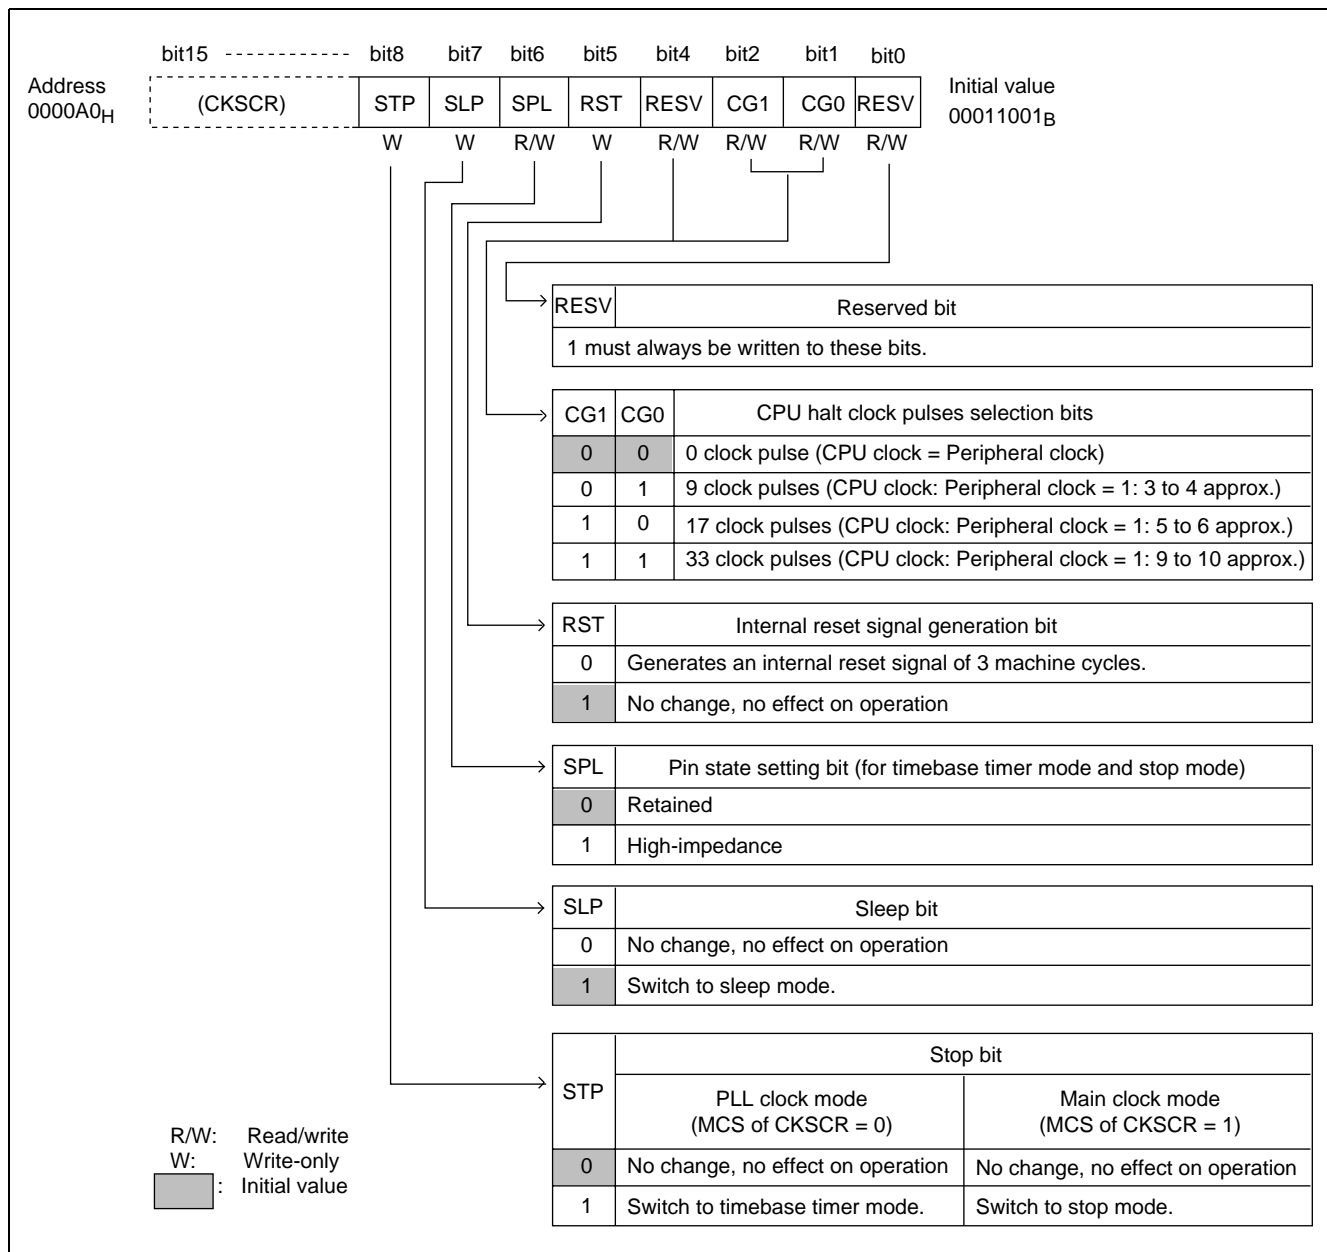 bit15 bit8 bit7 bit6 bit5 bit4 bit2 bit1 bit0
Address
0000A0H
(CKSCR) STP SLP SPL RST RESV CG1 CG0 RESV
Initial value
00011001B
W W R/W W R/W R/W R/W R/W
RESV Reserved bit
1 must always be written to these bits.
CG1 CG0 CPU halt clock pulses selection bits
0 0 0 clock pulse (CPU clock = Peripheral clock)
0 1 9 clock pulses (CPU clock: Peripheral clock = 1: 3 to 4 approx.)
1 0 17 clock pulses (CPU clock: Peripheral clock = 1: 5 to 6 approx.)
1 1 33 clock pulses (CPU clock: Peripheral clock = 1: 9 to 10 approx.)
RST Internal reset signal generation bit
0 Generates an internal reset signal of 3 machine cycles.
1 No change, no effect on operation
SPL Pin state setting bit (for timebase timer mode and stop mode)
0 Retained
1 High-impedance
SLP Sleep bit
0 No change, no effect on operation
1 Switch to sleep mode.
STP Stop bit
PLL clock mode
(MCS of CKSCR = 0)
Main clock mode
(MCS of CKSCR = 1)
0 No change, no effect on operation No change, no effect on operation
1 Switch to timebase timer mode. Switch to stop mode.
R/W: Read/write
W: Write-only
: Initial value